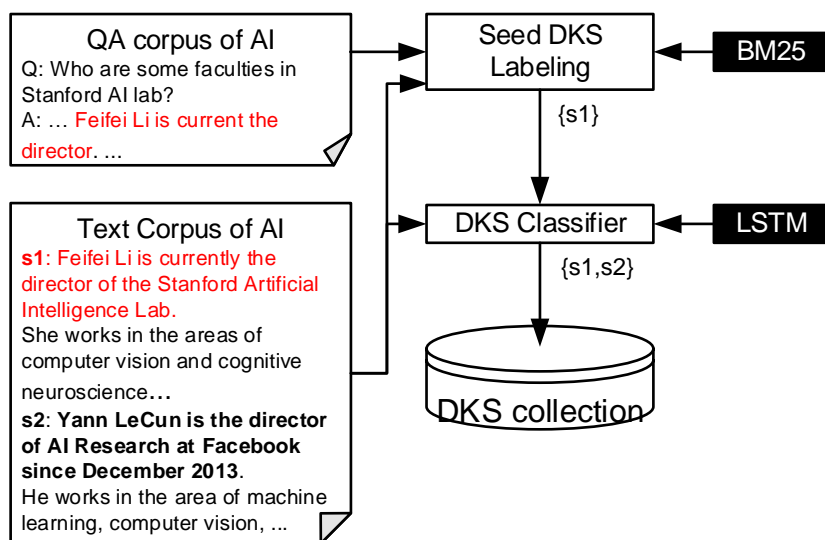 QA corpus of AI
Q: Who are some faculties in
Stanford AI lab?
A: … Feifei Li is current the
director. …
Seed DKS
Labeling
BM25
{s1}
Text Corpus of AI
s1: Feifei Li is currently the
director of the Stanford Artificial
Intelligence Lab.
She works in the areas of
computer vision and cognitive
neuroscience…
s2: Yann LeCun is the director
of AI Research at Facebook
since December 2013.
He works in the area of machine
learning, computer vision, ...
DKS Classifier
LSTM
{s1,s2}
DKS collection